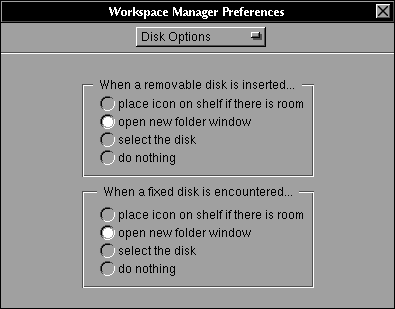 Workspace Manager Preferences
Disk Options
When a removable disk is inserted...
place icon on shelf if there is room
open new folder window
select the disk
do nothing
When a fixed disk is encountered...
place icon on shelf if there is room
open new folder window
select the disk
do nothing